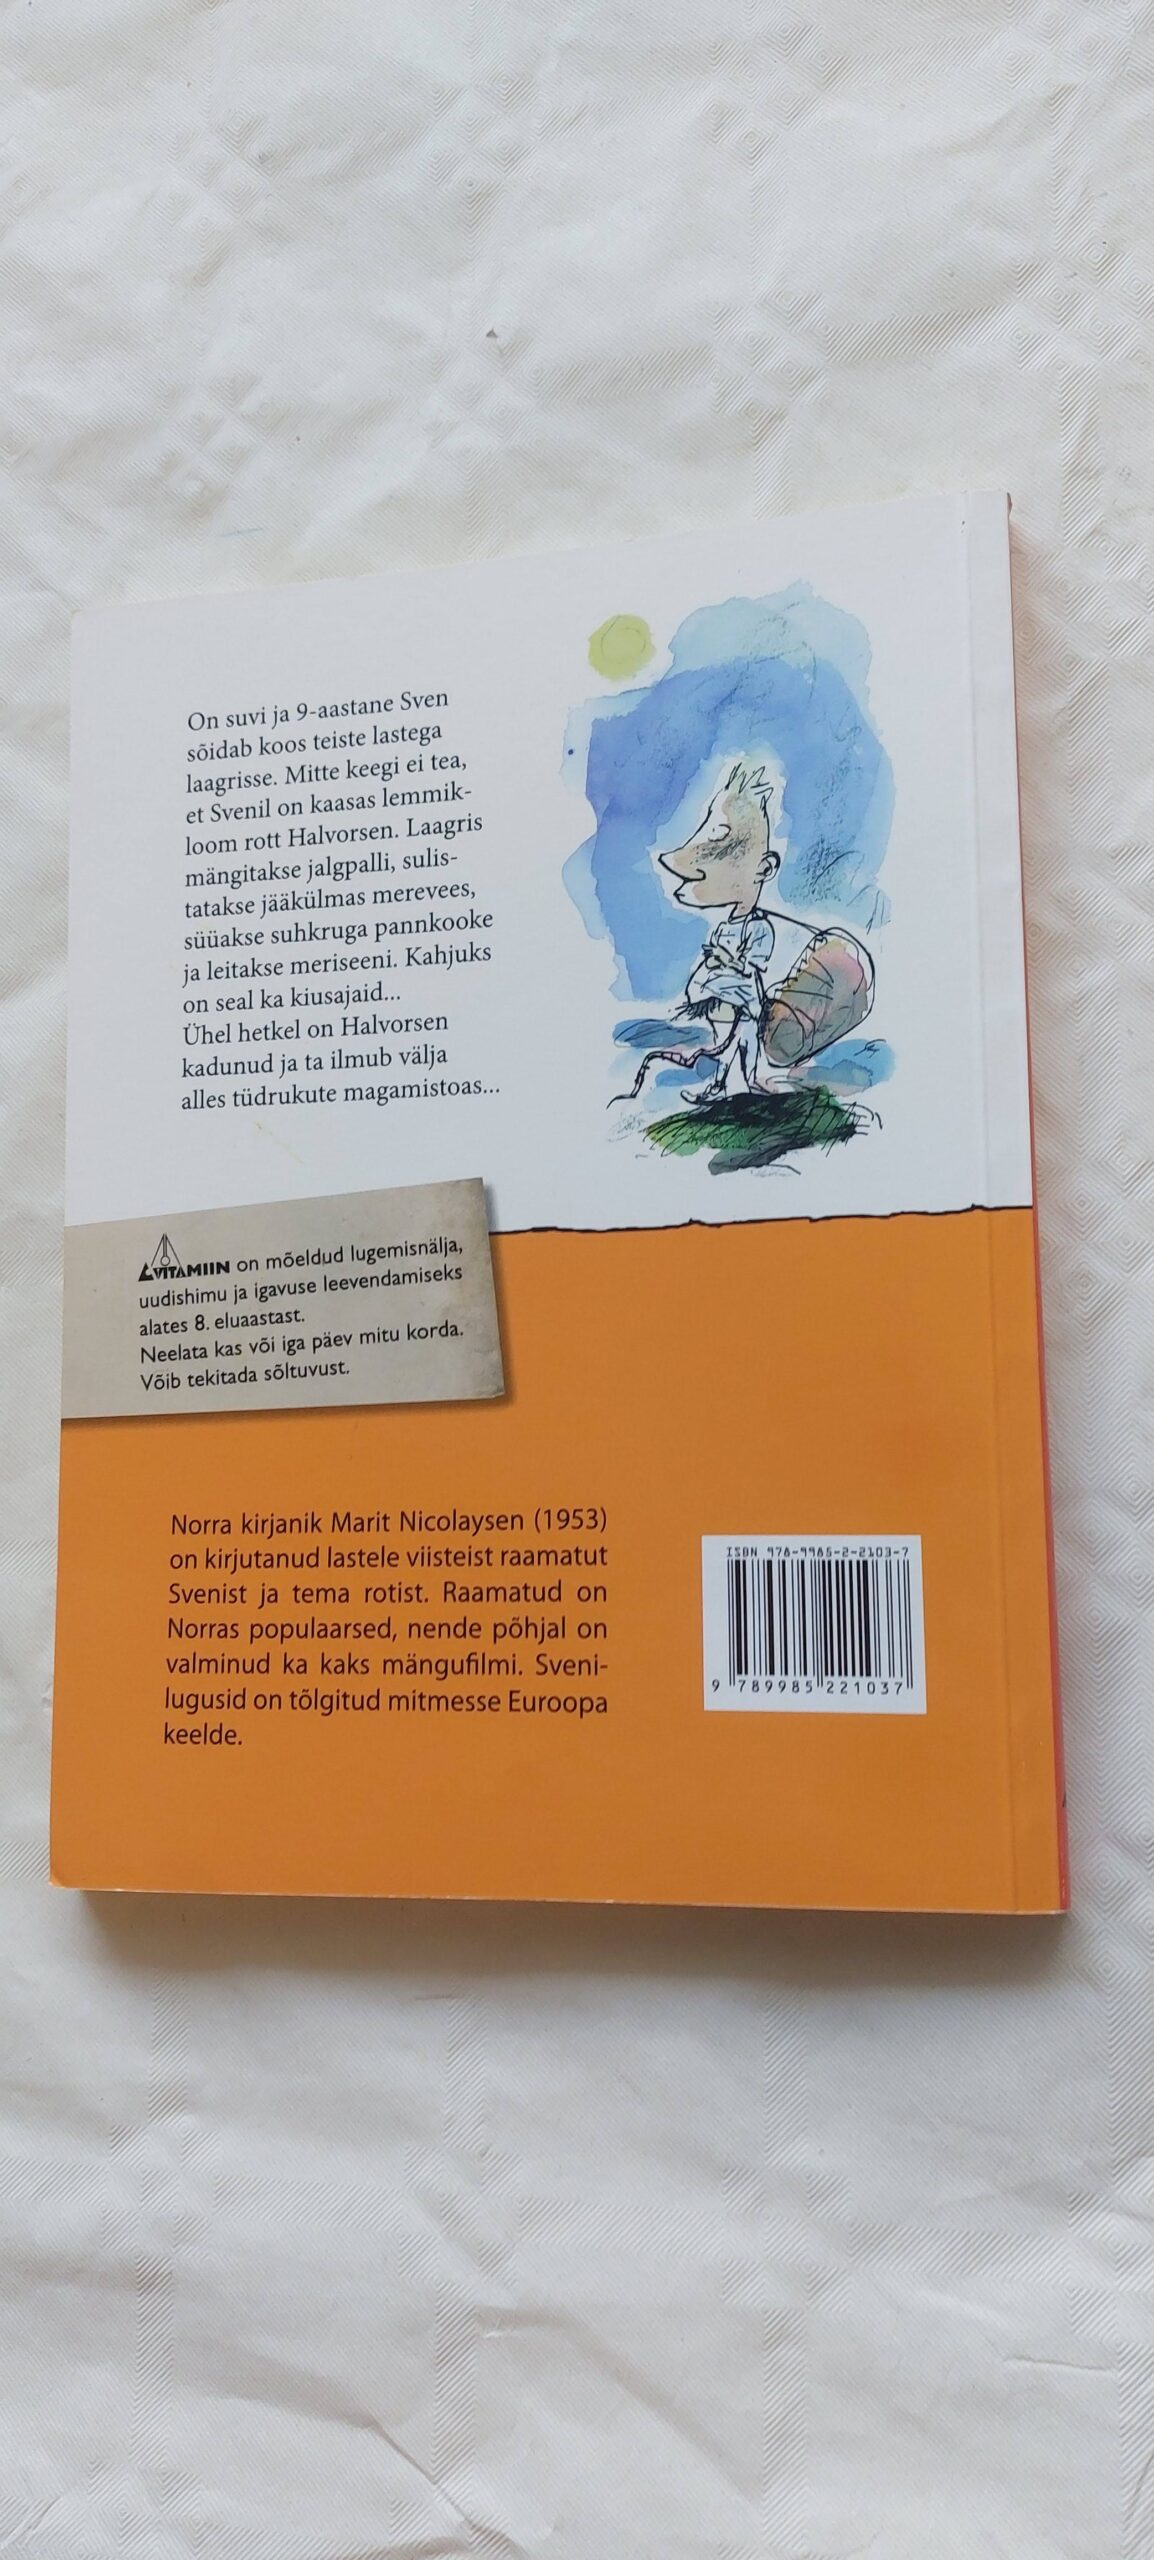 On suvi ja 9-aastane Sven
sõidab koos teiste lastega
laagrisse. Mitte keegi ei tea,
et Svenil on kaasas lemmik-
loom rott Halvorsen. Laagris
mängitakse jalgpalli, sulis-
tatakse jääkülmas merevees,
süüakse suhkruga pannkooke
ja leitakse meriseeni. Kahjuks
on seal ka kiusajaid...
Ühel hetkel on Halvorsen
kadunud ja ta ilmub välja
alles tüdrukute magamistoas...
VITAMIIN on mõeldud lugemisnälja,
uudishimu ja igavuse leevendamiseks
alates 8. eluaastast.
Neelata kas või iga päev mitu korda.
Võib tekitada sõltuvust.
Norra kirjanik Marit Nicolaysen (1953)
on kirjutanud lastele viisteist raamatut
Svenist ja tema rotist. Raamatud on
Norras populaarsed, nende põhjal on
valminud ka kaks mängufilmi. Sveni-
lugusid on tõlgitud mitmesse Euroopa
keelde.
ISBN 978-9985-2-2103-7
9 789985 221037